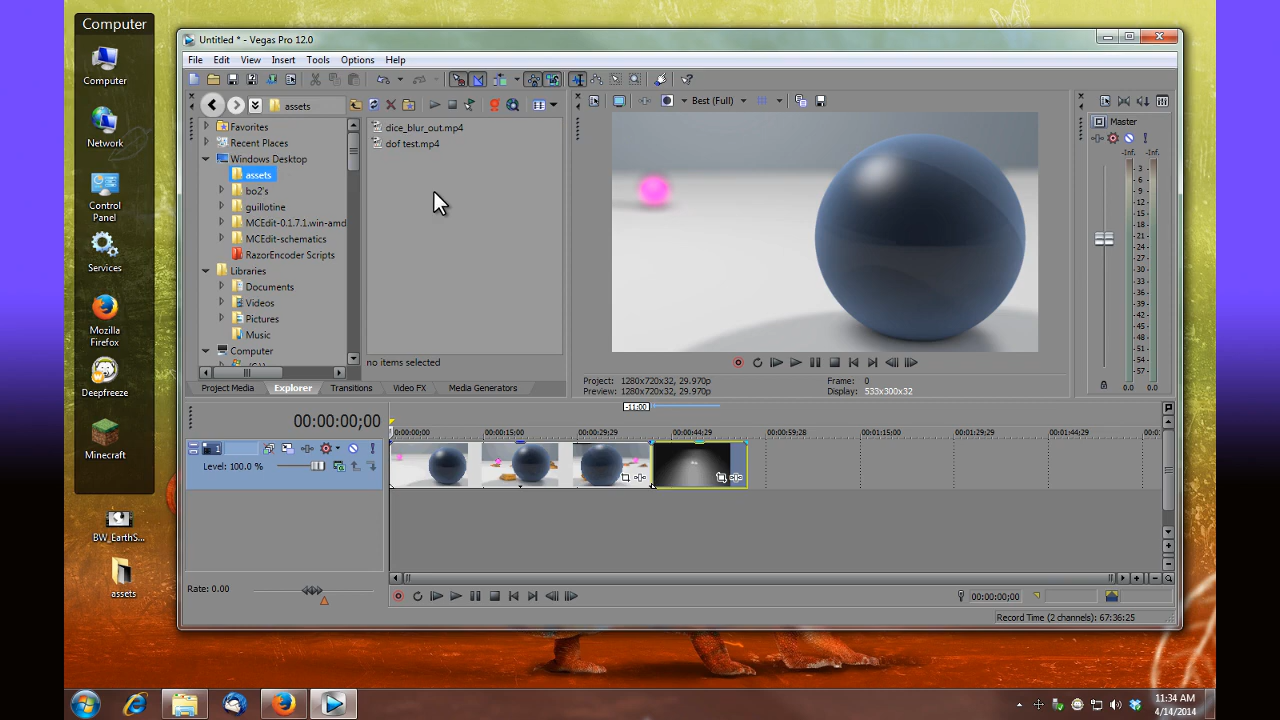 Computer
Computer
Network
Control
Panel
Services
Mozilla
Firefox
Deepfreeze
Minecraft
BW_EarthS...
assets
Untitled * - Vegas Pro 12.0
File Edit View Insert Tools Options Help
assets
Favorites
Recent Places
Windows Desktop
assets
bo2's
guillotine
MCEdit-0.1.7.1.win-amd
MCEdit-schematics
RazorEncoder Scripts
Libraries
Documents
Videos
Pictures
Music
Computer
dice_blur_out.mp4
dof test.mp4
no items selected
Project Media Explorer Transitions Video FX Media Generators
Best (Full)
Project: 1280x720x32, 29.970p
Preview: 1280x720x32, 29.970p
Frame: 0
Display: 533x300x32
Master
-Inf. -Inf.
3
6
9
12
15
18
21
24
27
30
33
36
39
42
45
48
51
54
57
0.0 0.0
00:00:00;00
-11:00
00:00:00;00 00:00:15;00 00:00:29;29 00:00:44;29 00:00:59;28 00:01:15;00 00:01:29;29 00:01:44;29
1
Level: 100.0 %
Rate: 0.00
00:00:00;00
Record Time (2 channels): 67:36:25
11:34 AM
4/14/2014